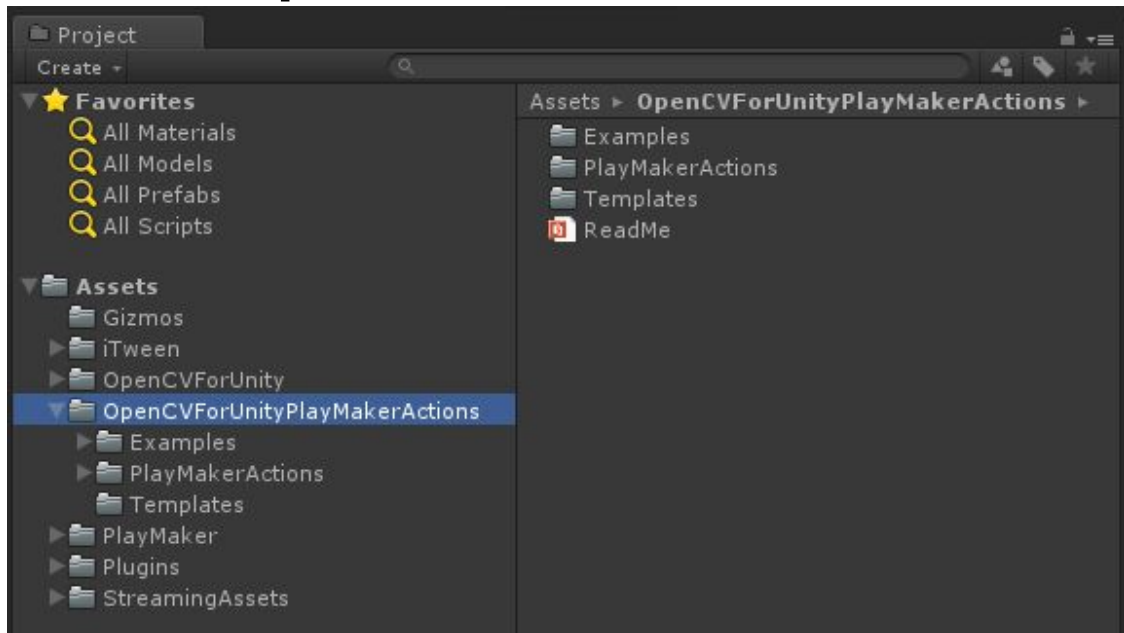 Project
Create
Favorites
All Materials
All Models
All Prefabs
All Scripts
Assets
Gizmos
iTween
OpenCVForUnity
OpenCVForUnityPlayMakerActions
Examples
PlayMakerActions
Templates
PlayMaker
Plugins
StreamingAssets
Assets ▸ OpenCVForUnityPlayMakerActions ▸
Examples
PlayMakerActions
Templates
ReadMe